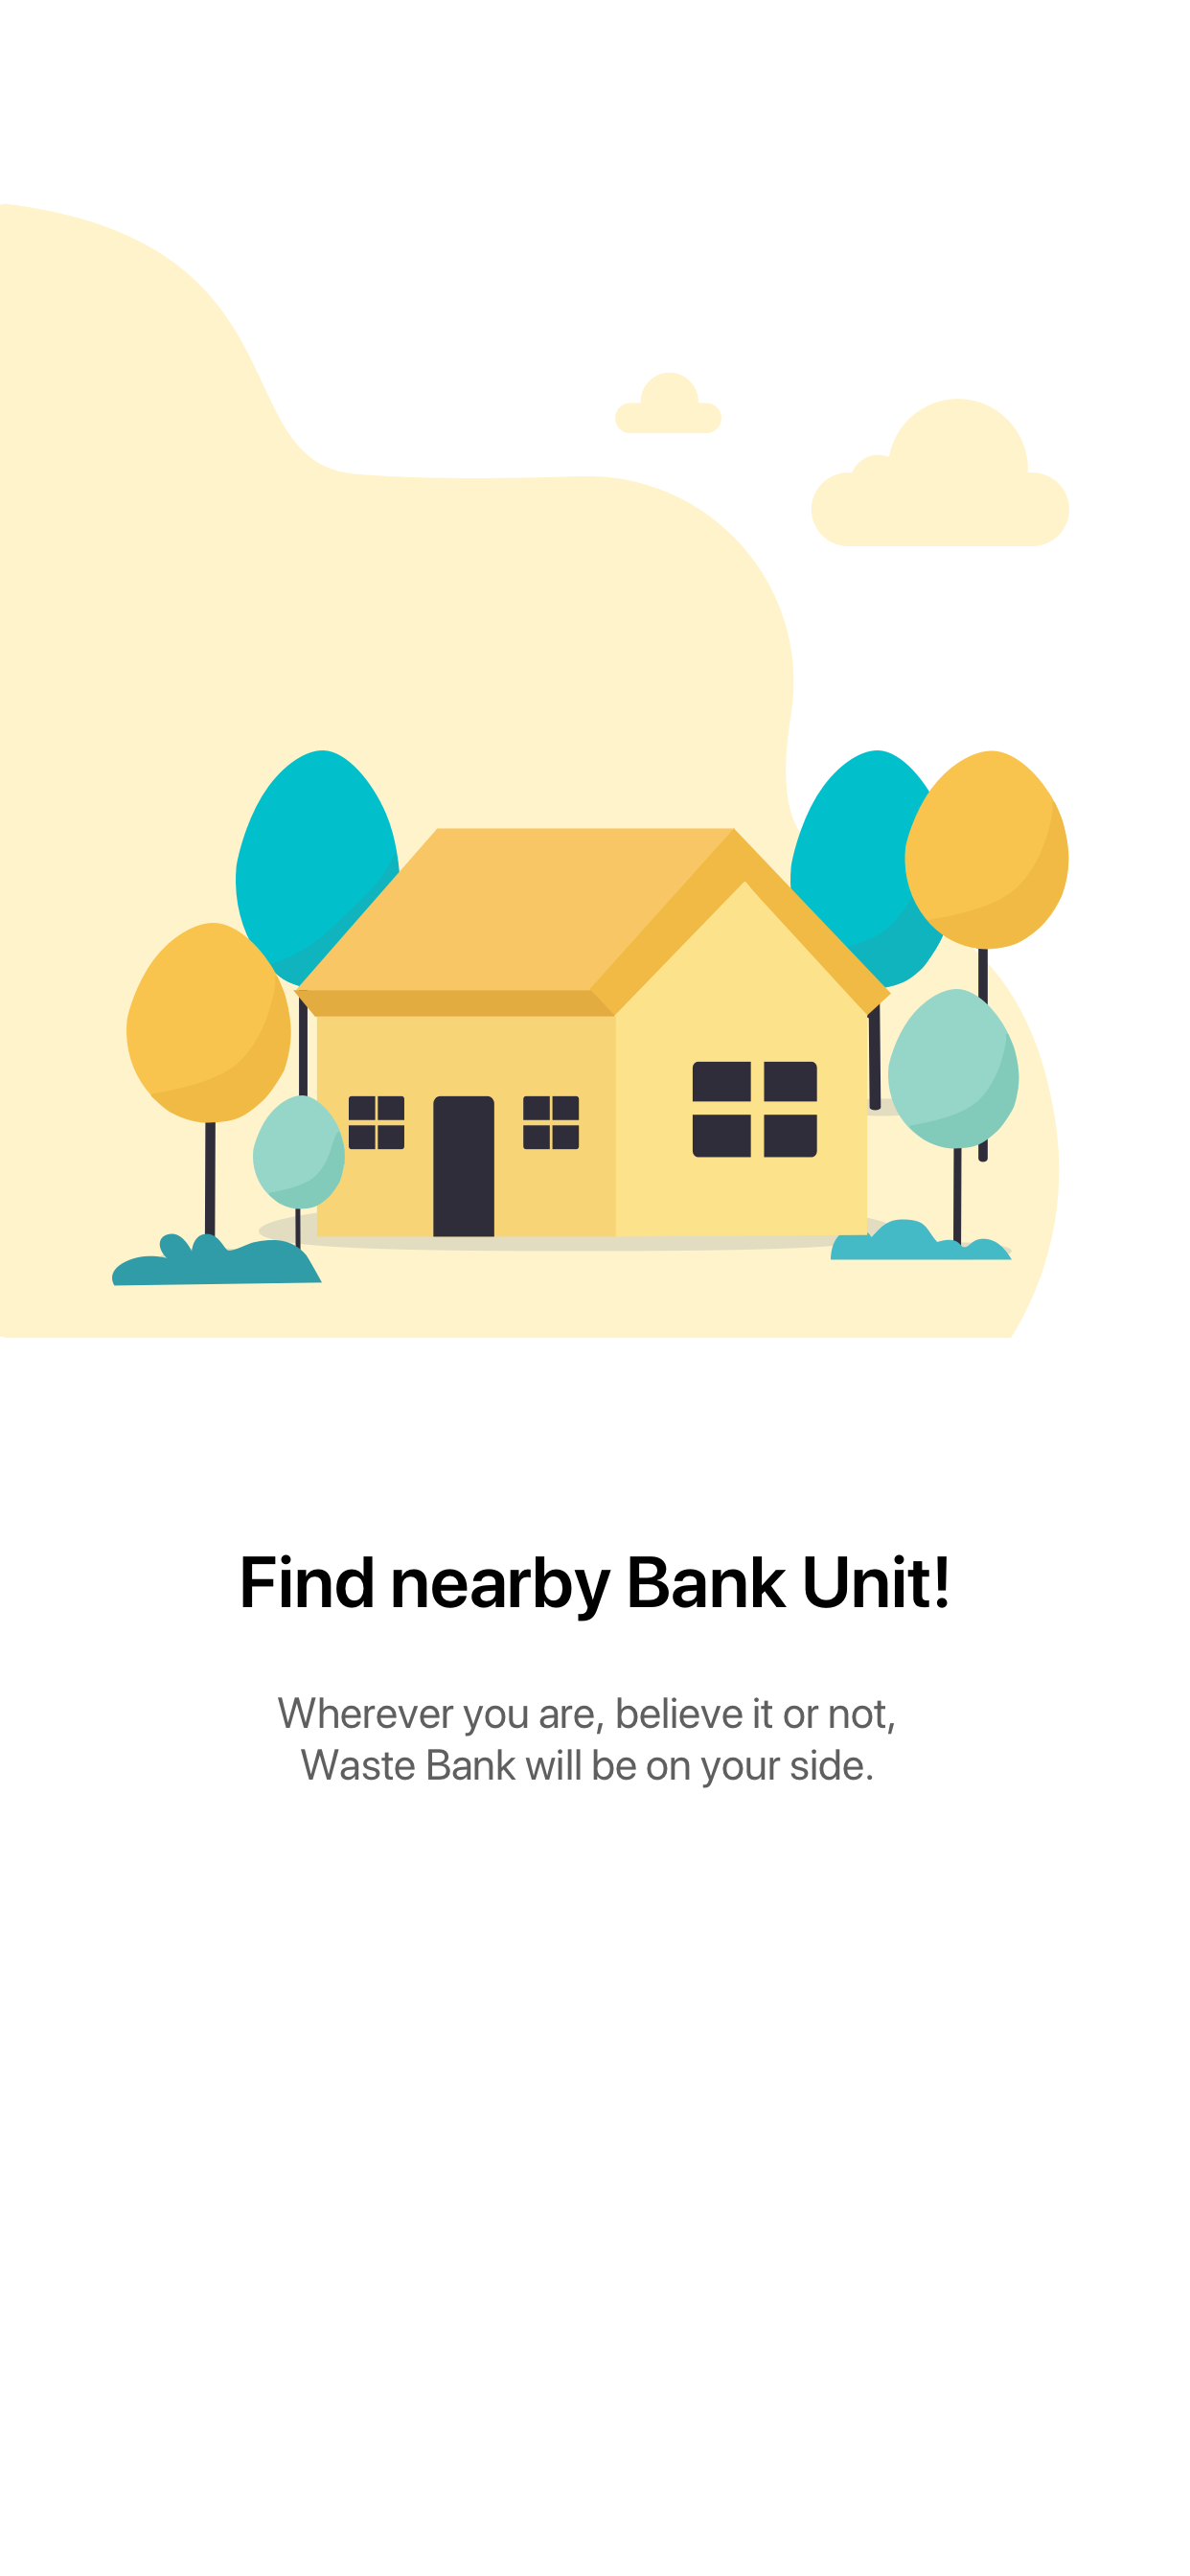 Find nearby Bank Unit!
Wherever you are, believe it or not,
Waste Bank will be on your side.